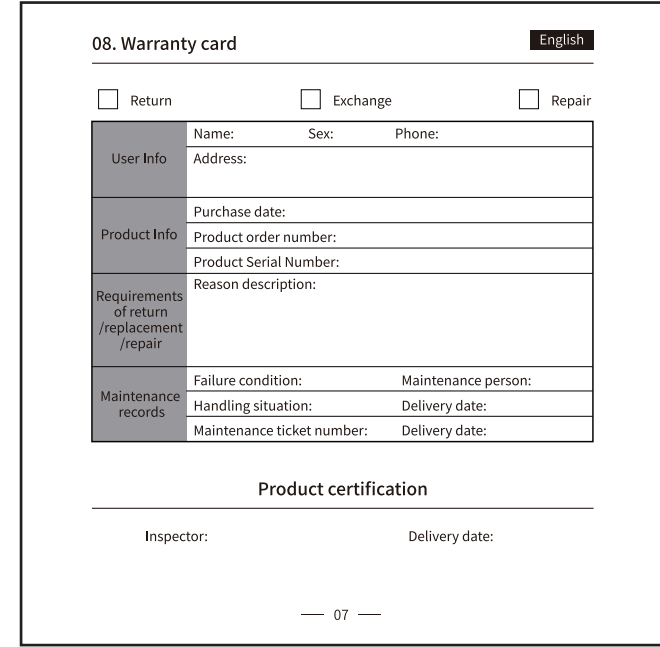 08. Warranty card English
Return Exchange Repair
User Info
Name: Sex: Phone:
Address:
Product Info
Purchase date:
Product order number:
Product Serial Number:
Requirements
of return
/replacement
/repair
Reason description:
Maintenance
records
Failure condition: Maintenance person:
Handling situation: Delivery date:
Maintenance ticket number: Delivery date:
Product certification
Inspector: Delivery date:
07